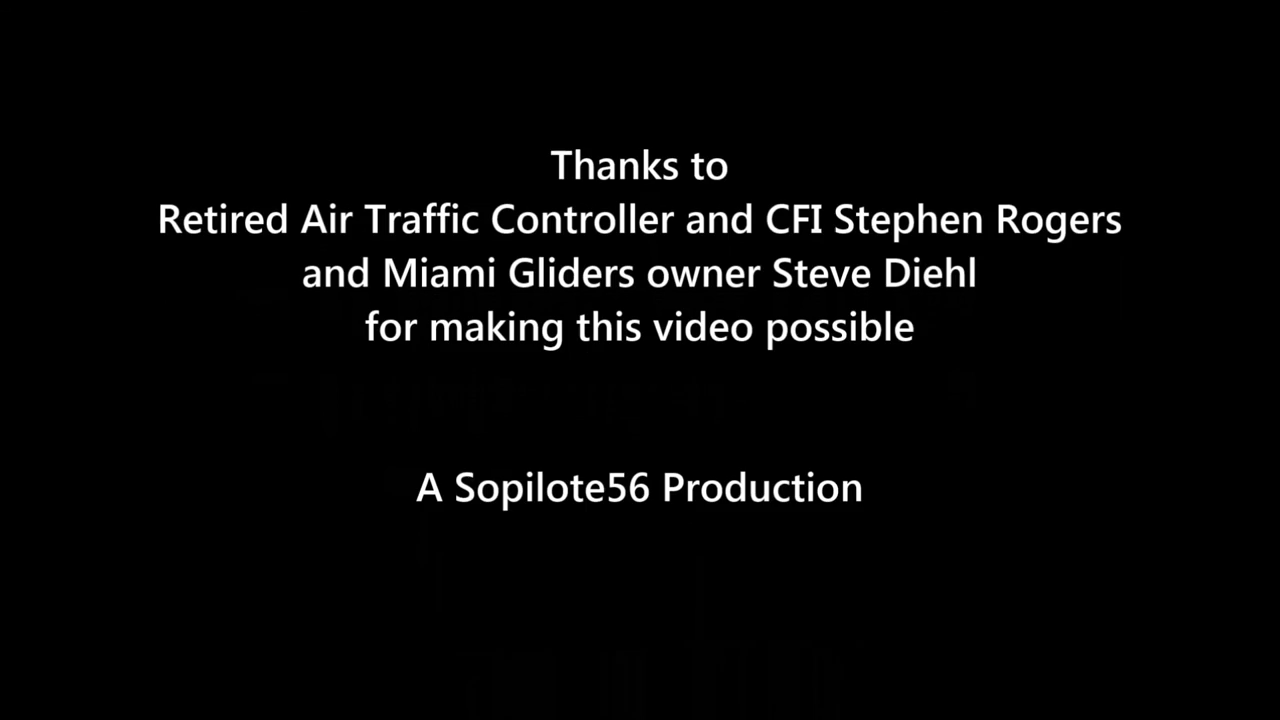 Thanks to
Retired Air Traffic Controller and CFI Stephen Rogers
and Miami Gliders owner Steve Diehl
for making this video possible
A Sopilote56 Production